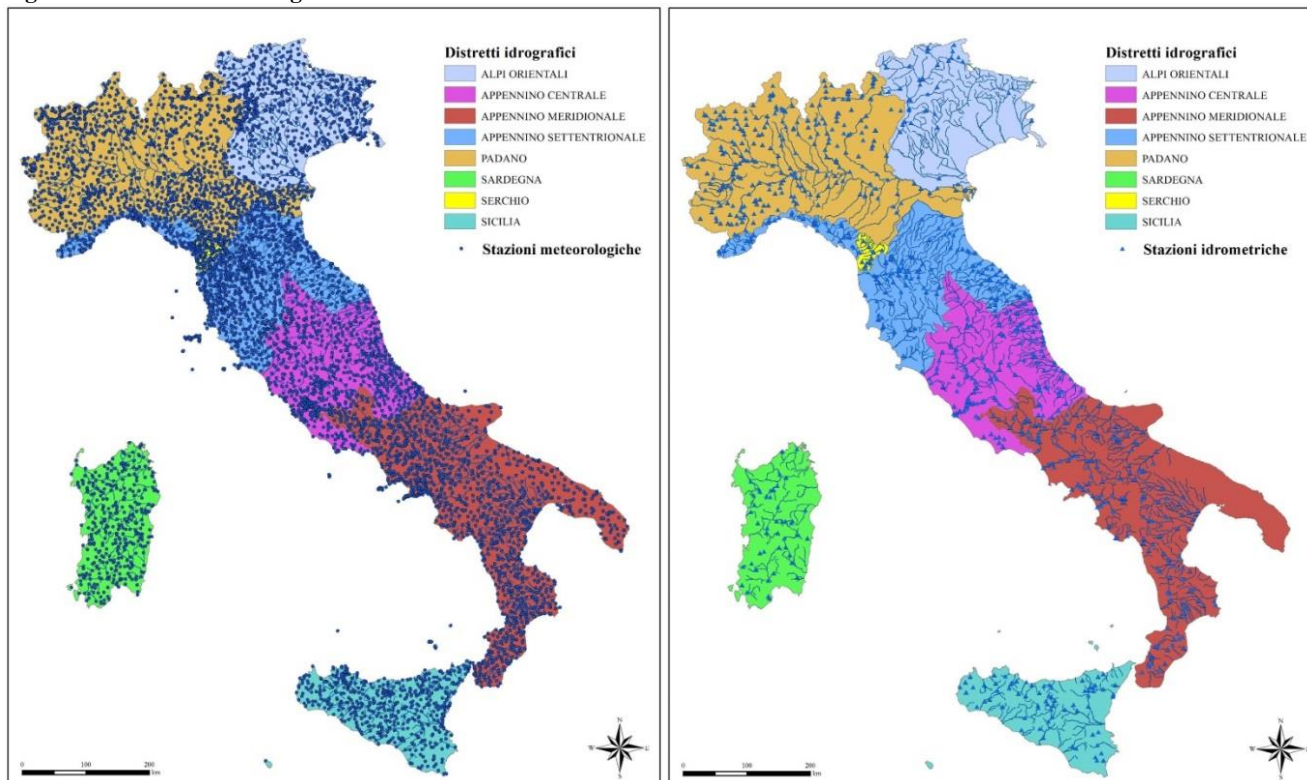 Distretti idrografici
ALPI ORIENTALI
APPENNINO CENTRALE
APPENNINO MERIDIONALE
APPENNINO SETTENTRIONALE
PADANO
SARDEGNA
SERCHIO
SICILIA
Stazioni meteorologiche
N
W E
S
0 100 200
km
Distretti idrografici
ALPI ORIENTALI
APPENNINO CENTRALE
APPENNINO MERIDIONALE
APPENNINO SETTENTRIONALE
PADANO
SARDEGNA
SERCHIO
SICILIA
Stazioni idrometriche
N
W E
S
0 100 200
km